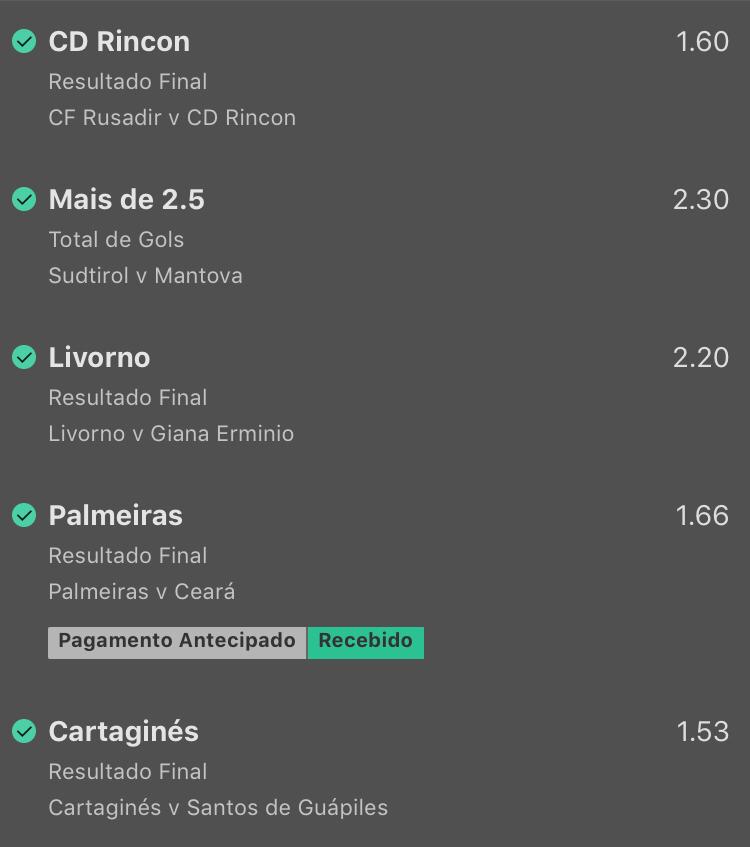 CD Rincon 1.60
Resultado Final
CF Rusadir v CD Rincon
Mais de 2.5 2.30
Total de Gols
Sudtirol v Mantova
Livorno 2.20
Resultado Final
Livorno v Giana Erminio
Palmeiras 1.66
Resultado Final
Palmeiras v Ceará
Pagamento Antecipado Recebido
Cartaginés 1.53
Resultado Final
Cartaginés v Santos de Guápiles